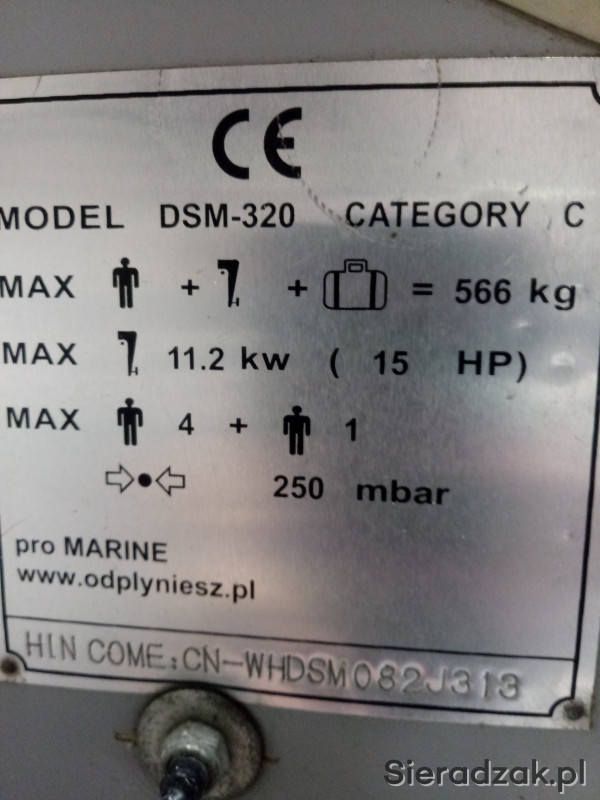 CE
MODEL DSM-320 CATEGORY C
MAX + + = 566 kg
MAX 11.2 kw ( 15 HP)
MAX 4 + 1
250 mbar
pro MARINE
www.odplyniesz.pl
HIN COME:CN-WHDSM082J313
Sieradzak.pl